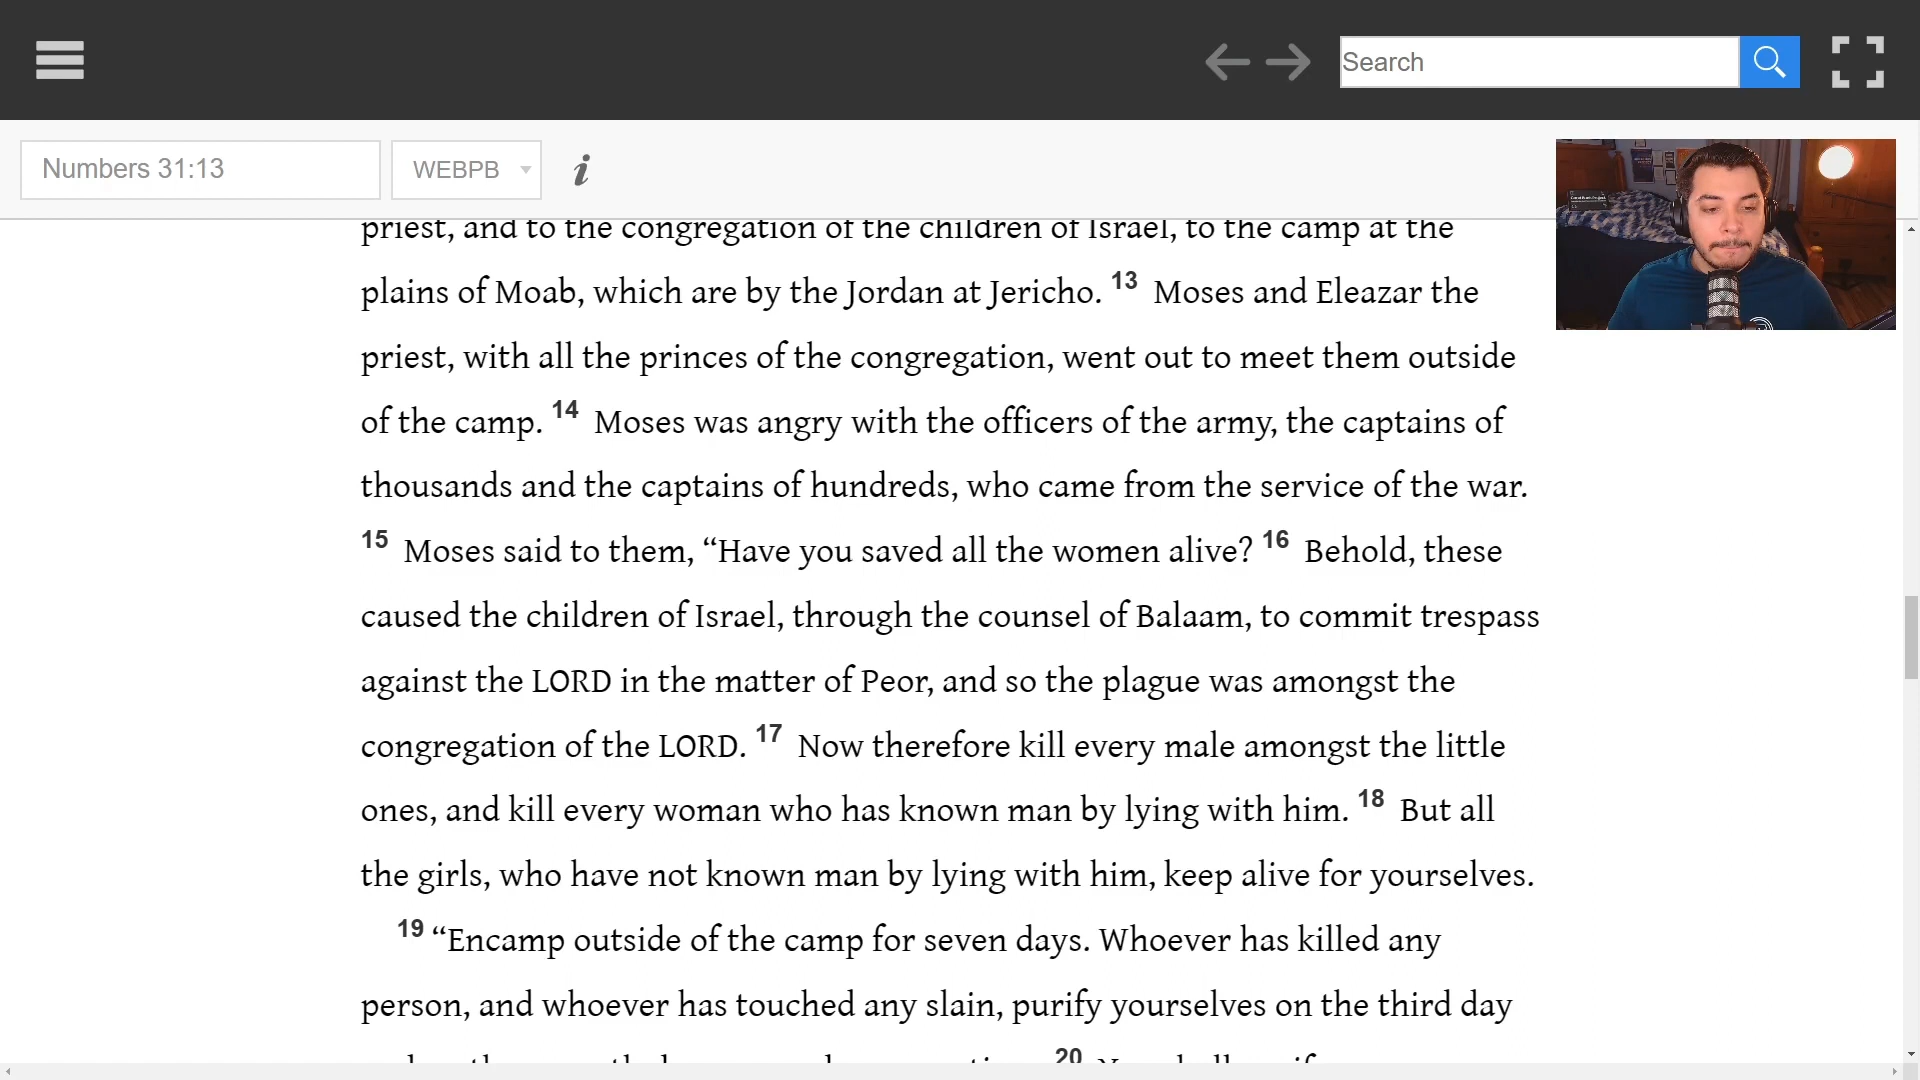 Search
Numbers 31:13
WEBPB
i
priest, and to the congregation of the children of Israel, to the camp at the
plains of Moab, which are by the Jordan at Jericho. 13 Moses and Eleazar the
priest, with all the princes of the congregation, went out to meet them outside
of the camp. 14 Moses was angry with the officers of the army, the captains of
thousands and the captains of hundreds, who came from the service of the war.
15 Moses said to them, “Have you saved all the women alive? 16 Behold, these
caused the children of Israel, through the counsel of Balaam, to commit trespass
against the LORD in the matter of Peor, and so the plague was amongst the
congregation of the LORD. 17 Now therefore kill every male amongst the little
ones, and kill every woman who has known man by lying with him. 18 But all
the girls, who have not known man by lying with him, keep alive for yourselves.
19 “Encamp outside of the camp for seven days. Whoever has killed any
person, and whoever has touched any slain, purify yourselves on the third day
20